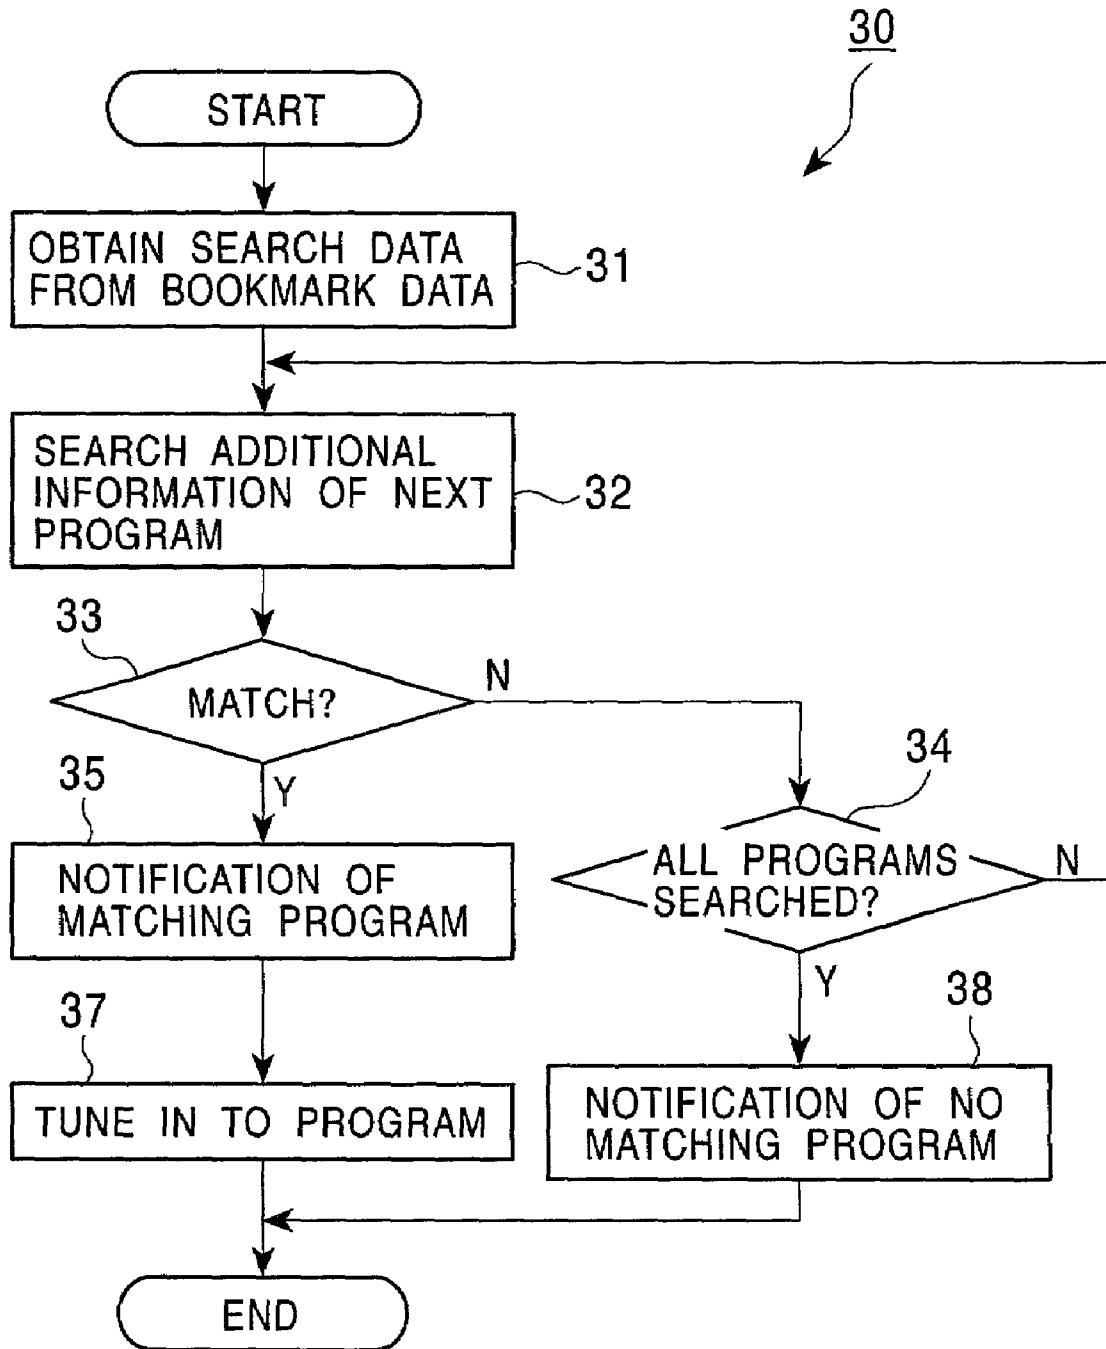 30
START
OBTAIN SEARCH DATA
FROM BOOKMARK DATA
31
SEARCH ADDITIONAL
INFORMATION OF NEXT
PROGRAM
32
33
MATCH?
N
Y
34
ALL PROGRAMS
SEARCHED?
N
Y
35
NOTIFICATION OF
MATCHING PROGRAM
37
TUNE IN TO PROGRAM
38
NOTIFICATION OF NO
MATCHING PROGRAM
END